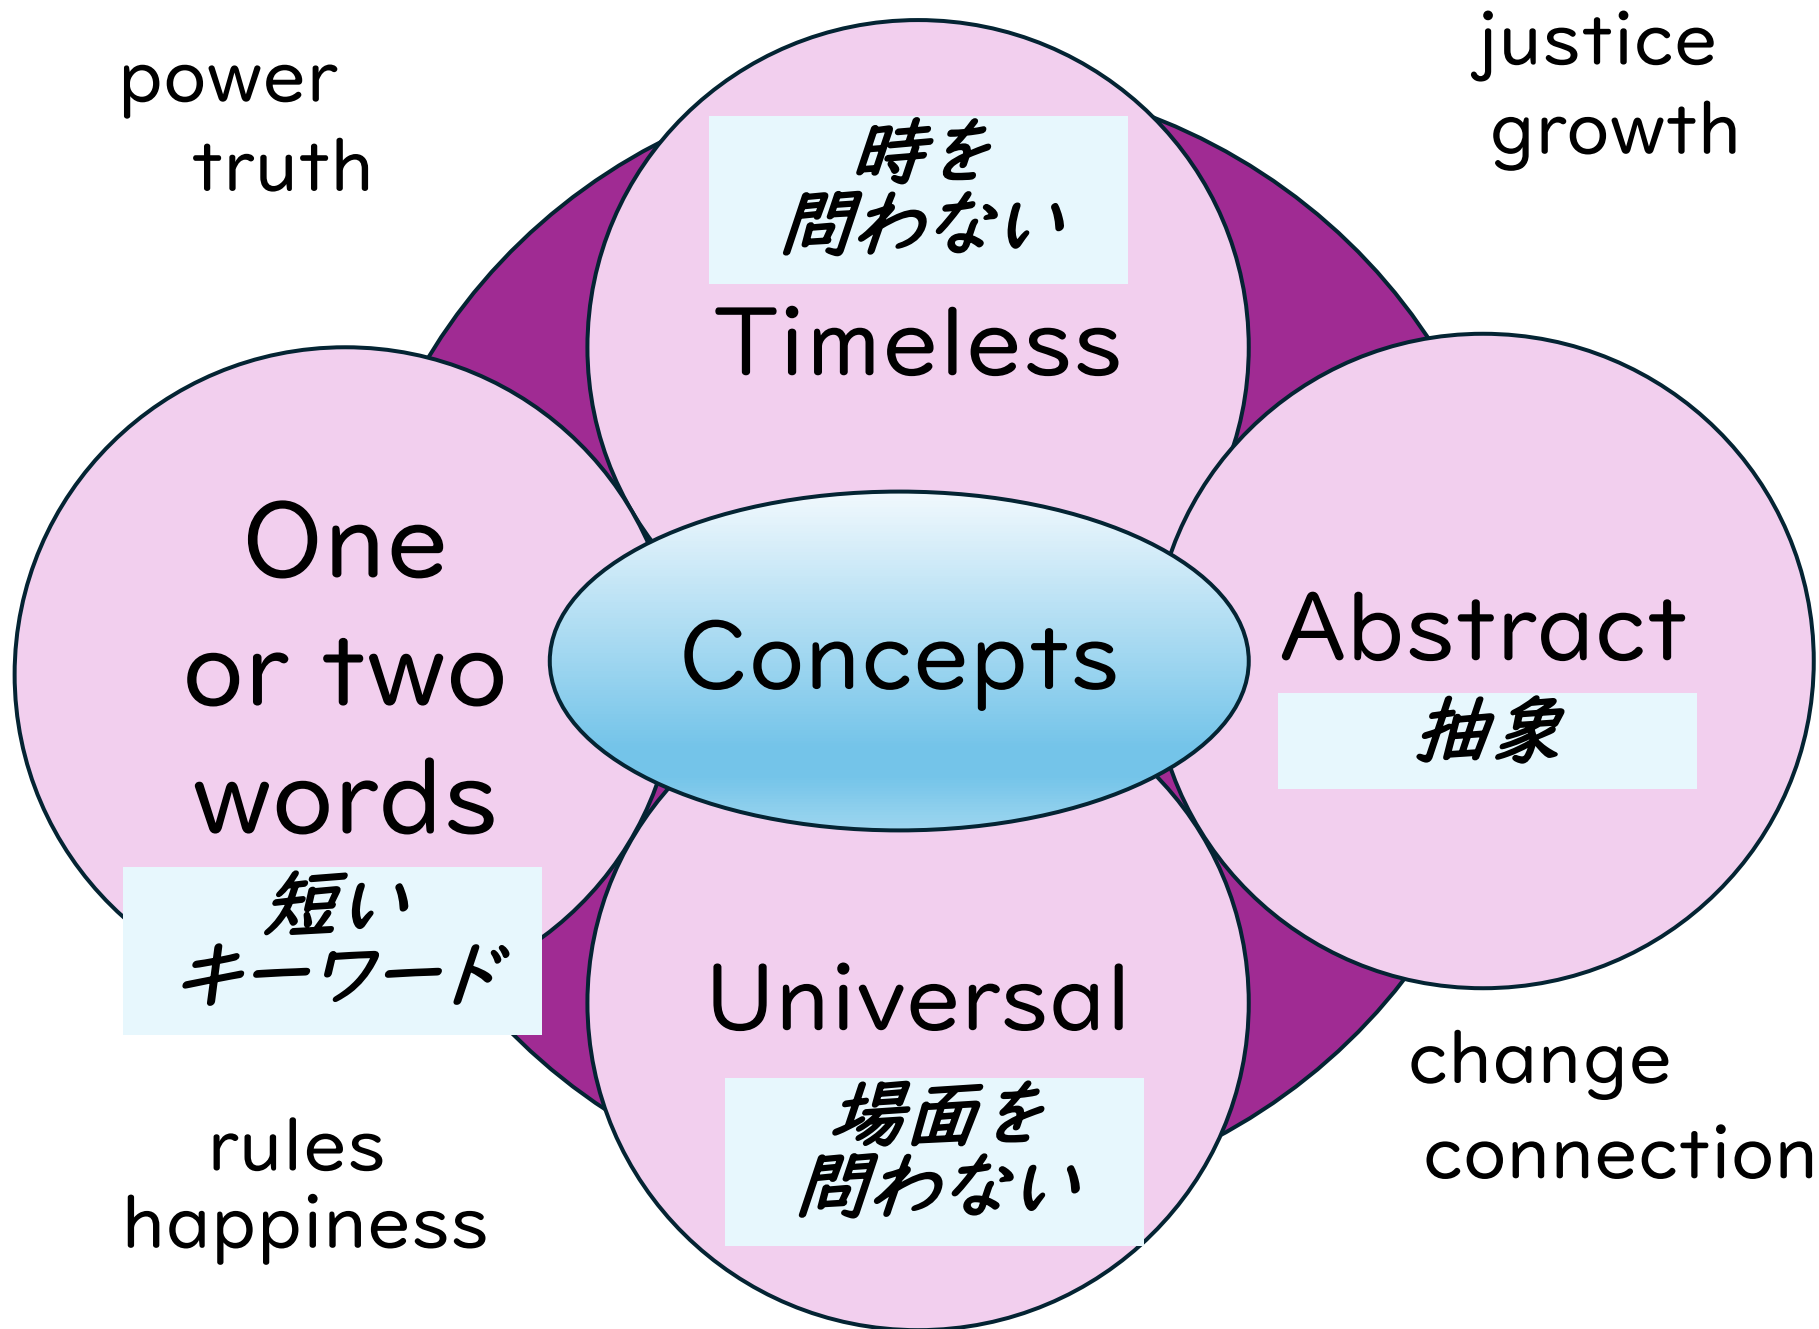 power
truth
justice
growth
時を
問わない
Timeless
One
or two
words
短い
キーワード
Concepts
Abstract
抽象
Universal
場面を
問わない
rules
happiness
change
connection